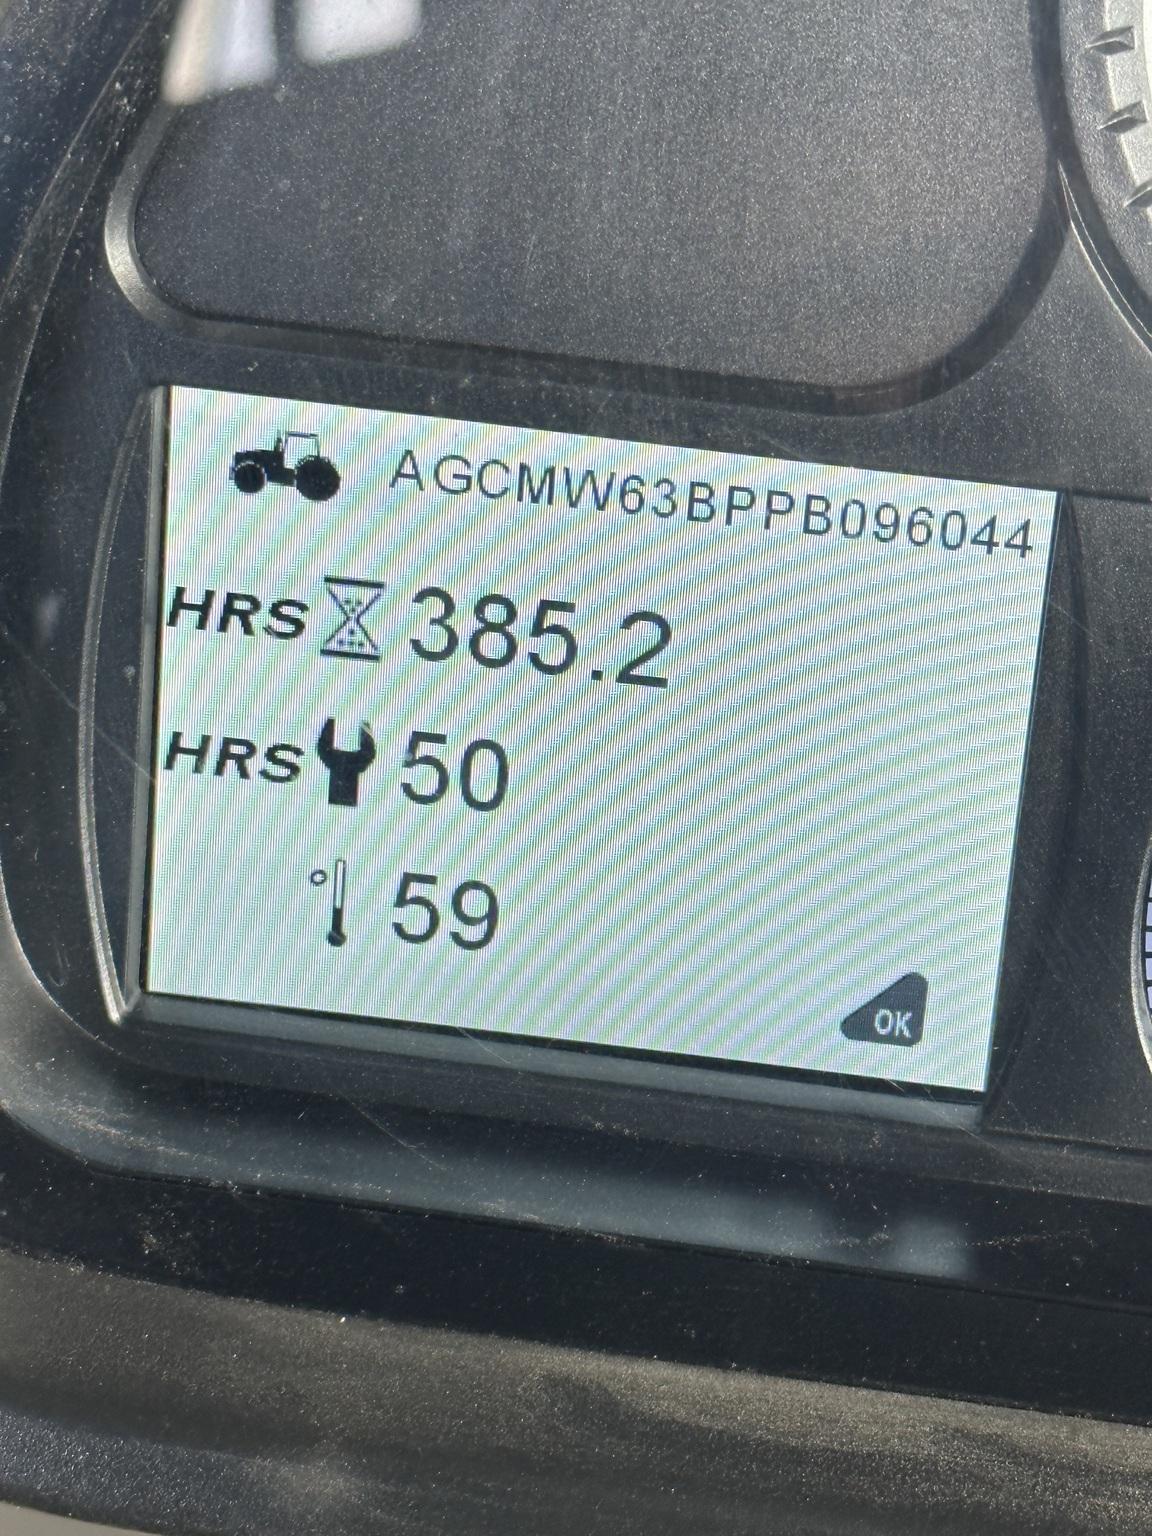 AGCMW63BPPB096044
HRS 385.2
HRS 50
° 59
OK